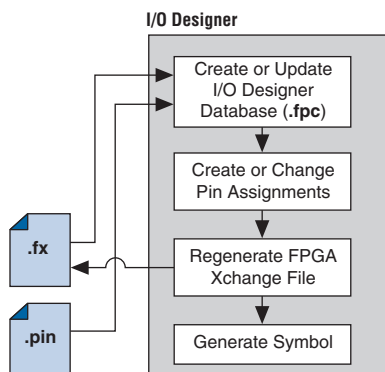 I/O Designer
Create or Update
I/O Designer
Database (.fpc)
Create or Change
Pin Assignments
.fx
Regenerate FPGA
Xchange File
.pin
Generate Symbol